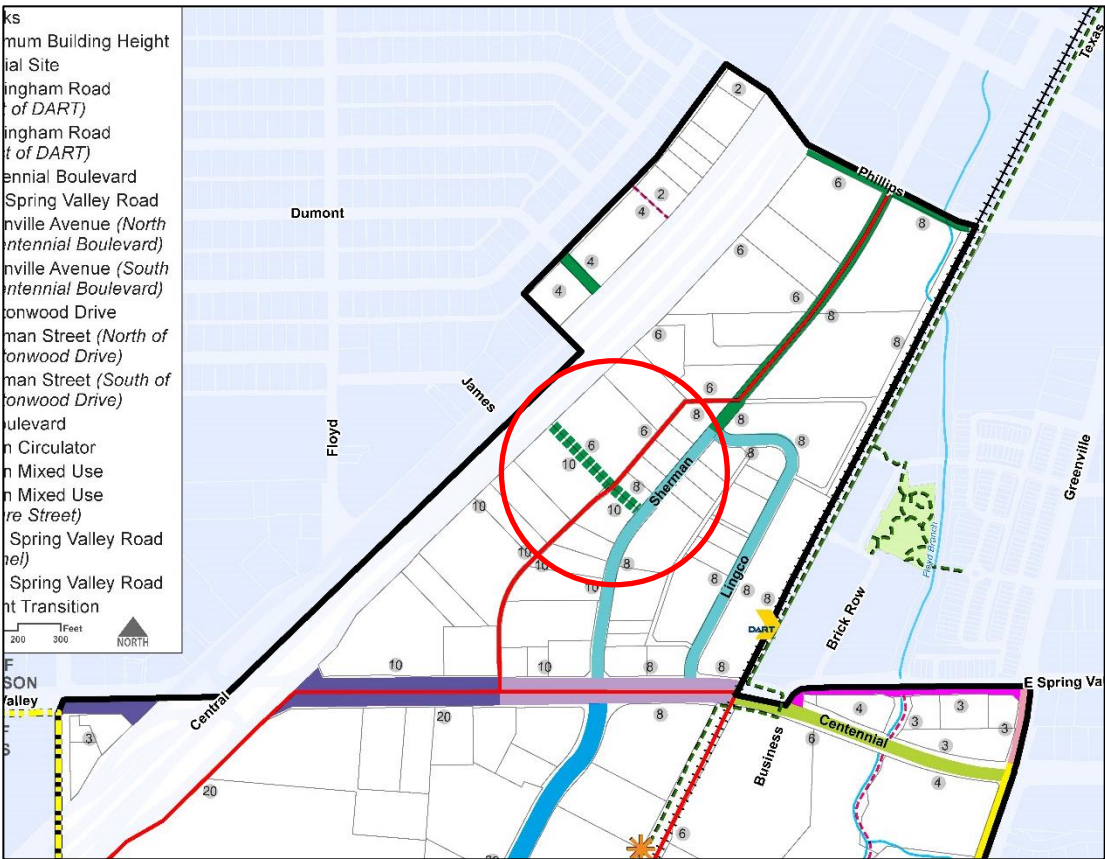 ks
mum Building Height
ial Site
ingham Road
t of DART)
ingham Road
st of DART)
ennial Boulevard
Spring Valley Road
nville Avenue (North
entennial Boulevard)
nville Avenue (South
entennial Boulevard)
tonwood Drive
man Street (North of
tonwood Drive)
man Street (South of
tonwood Drive)
oulevard
n Circulator
n Mixed Use
n Mixed Use
re Street)
Spring Valley Road
nel)
Spring Valley Road
nt Transition
200 300 Feet
NORTH
F
SON
Valley
F
S
Texas
2
Phillips
6
8
Dumont
2
4
4
4
6
6
8
8
6
James
Floyd
6
8
8
8
8
6
6
10
8
10
Sherman
10
10
10
10
8
Lingco
8
8
8
DART
Greenville
Floyd Branch
Brick Row
10
10
8
8
E Spring Va
Central
3
20
20
8
Business
6
Centennial
4
3
3
3
3
4
6